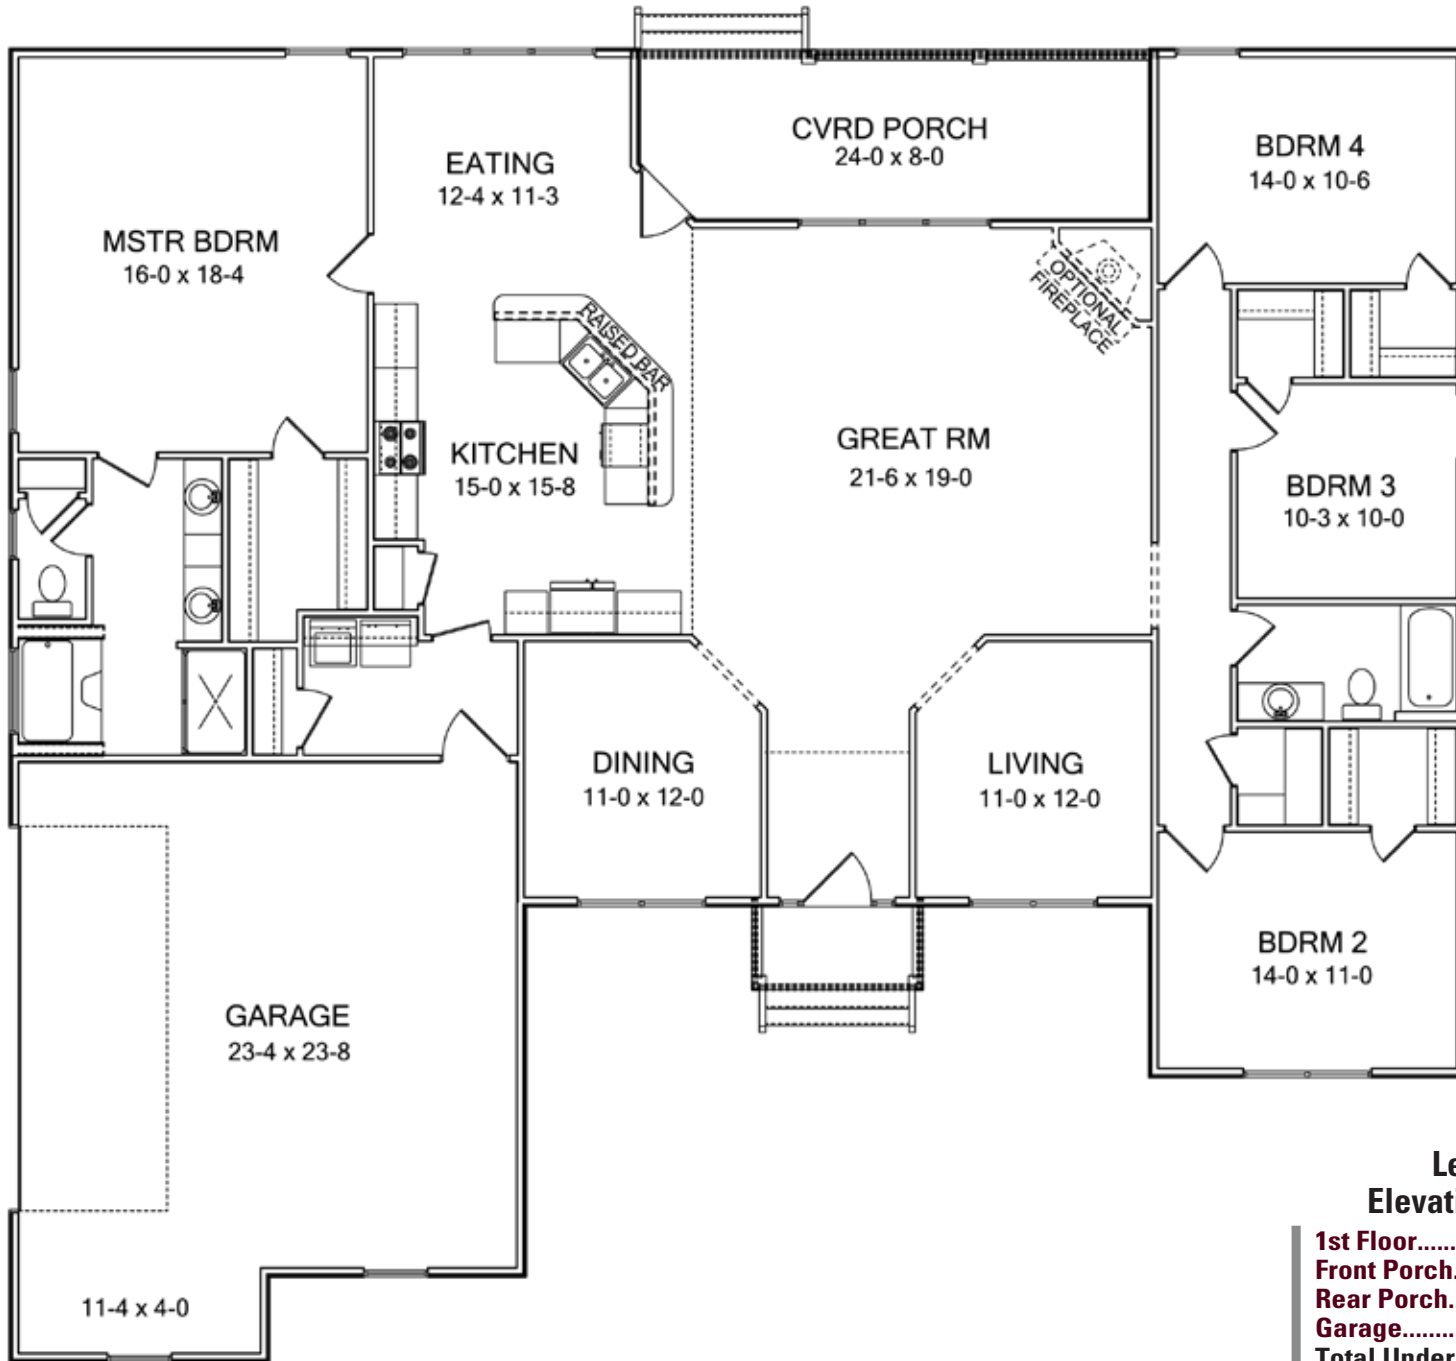 CVRD PORCH
24-0 x 8-0
EATING
12-4 x 11-3
BDRM 4
14-0 x 10-6
MSTR BDRM
16-0 x 18-4
OPTIONAL
FIREPLACE
RAISED BAR
KITCHEN
15-0 x 15-8
GREAT RM
21-6 x 19-0
BDRM 3
10-3 x 10-0
DINING
11-0 x 12-0
LIVING
11-0 x 12-0
BDRM 2
14-0 x 11-0
GARAGE
23-4 x 23-8
11-4 x 4-0
Le
Elevati
1st Floor......
Front Porch.
Rear Porch.
Garage.........
Total Under